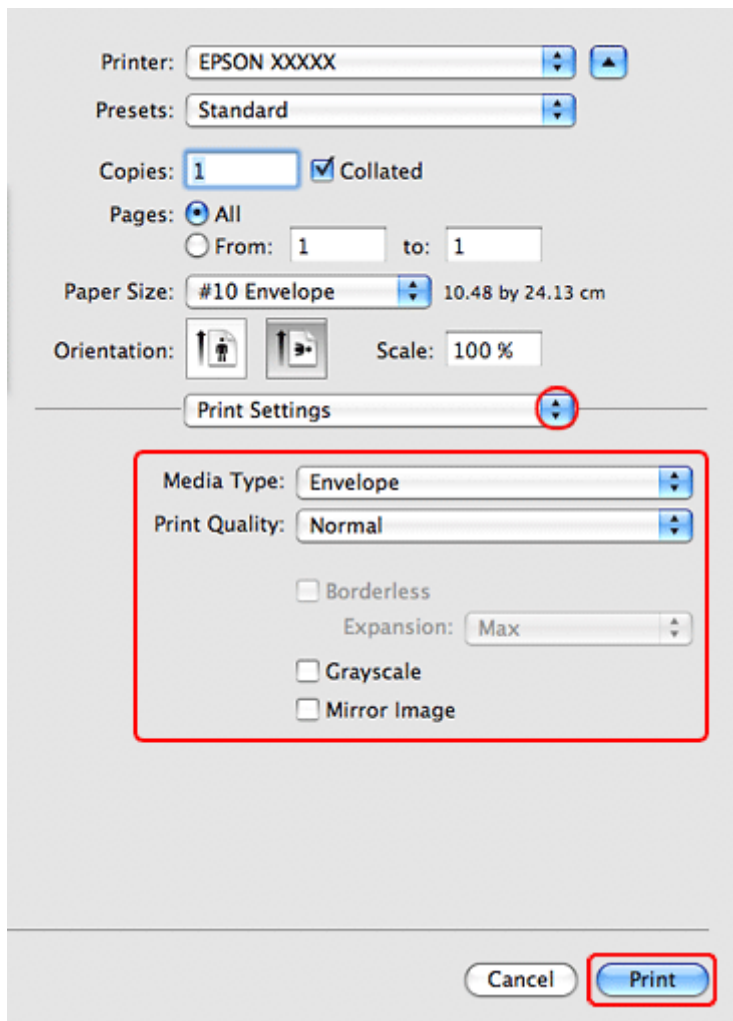 Printer: EPSON XXXXX
Presets: Standard
Copies: 1 Collated
Pages: All
From: 1 to: 1
Paper Size: #10 Envelope 10.48 by 24.13 cm
Orientation: Scale: 100 %
Print Settings
Media Type: Envelope
Print Quality: Normal
Borderless
Expansion: Max
Grayscale
Mirror Image
Cancel Print